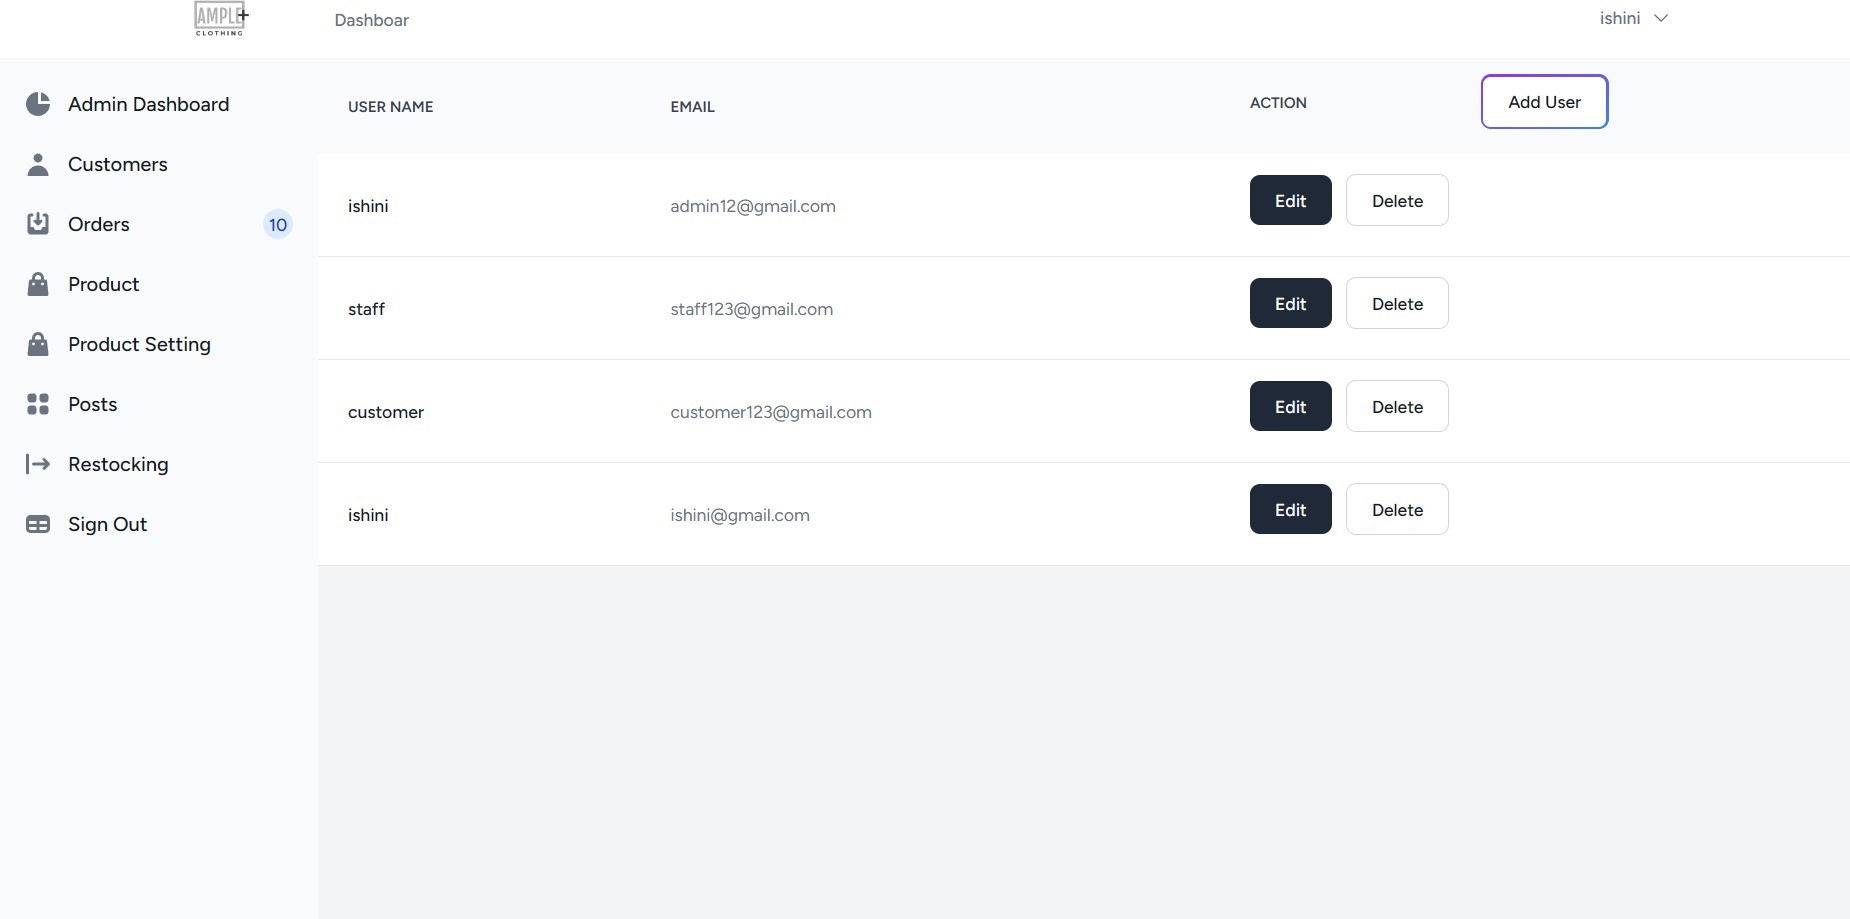 AMPLE+
CLOTHING
Dashboar
ishini
Admin Dashboard
Customers
Orders 10
Product
Product Setting
Posts
Restocking
Sign Out
USER NAME EMAIL ACTION Add User
ishini admin12@gmail.com Edit Delete
staff staff123@gmail.com Edit Delete
customer customer123@gmail.com Edit Delete
ishini ishini@gmail.com Edit Delete